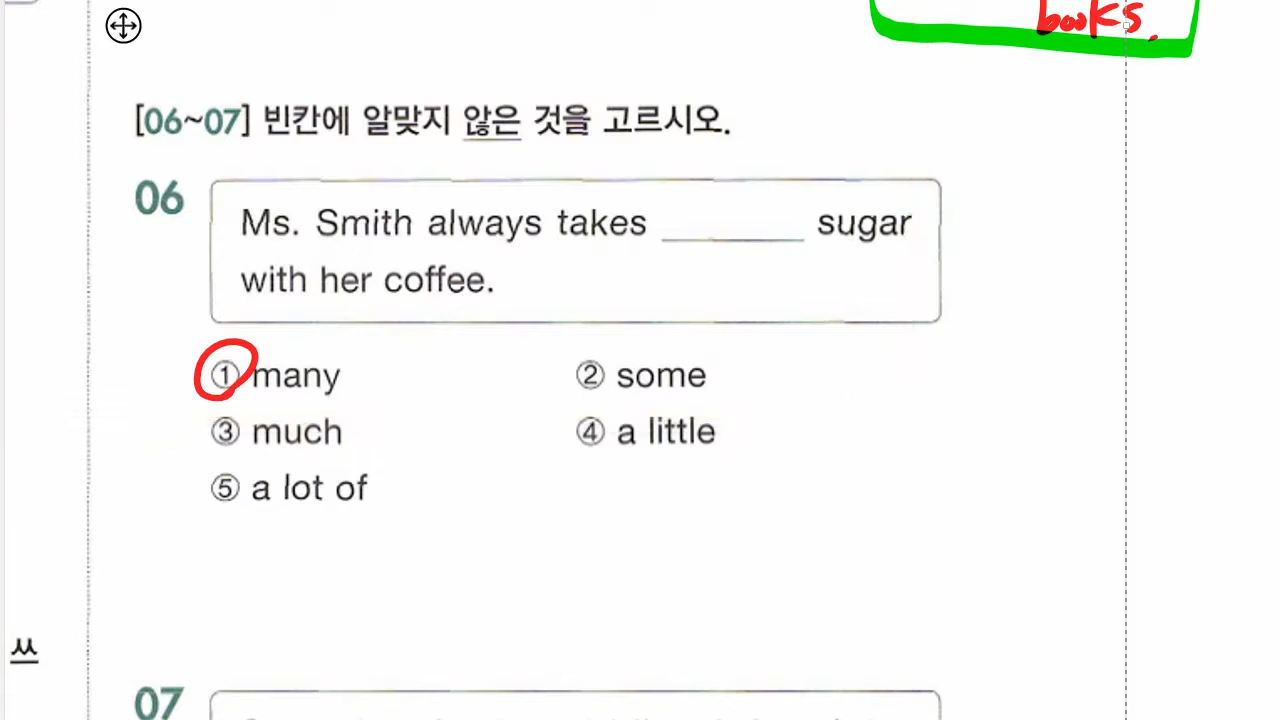 books.
[06~07] 빈칸에 알맞지 않은 것을 고르시오.
06
Ms. Smith always takes ________ sugar
with her coffee.
① many
② some
③ much
④ a little
⑤ a lot of
쓰
07